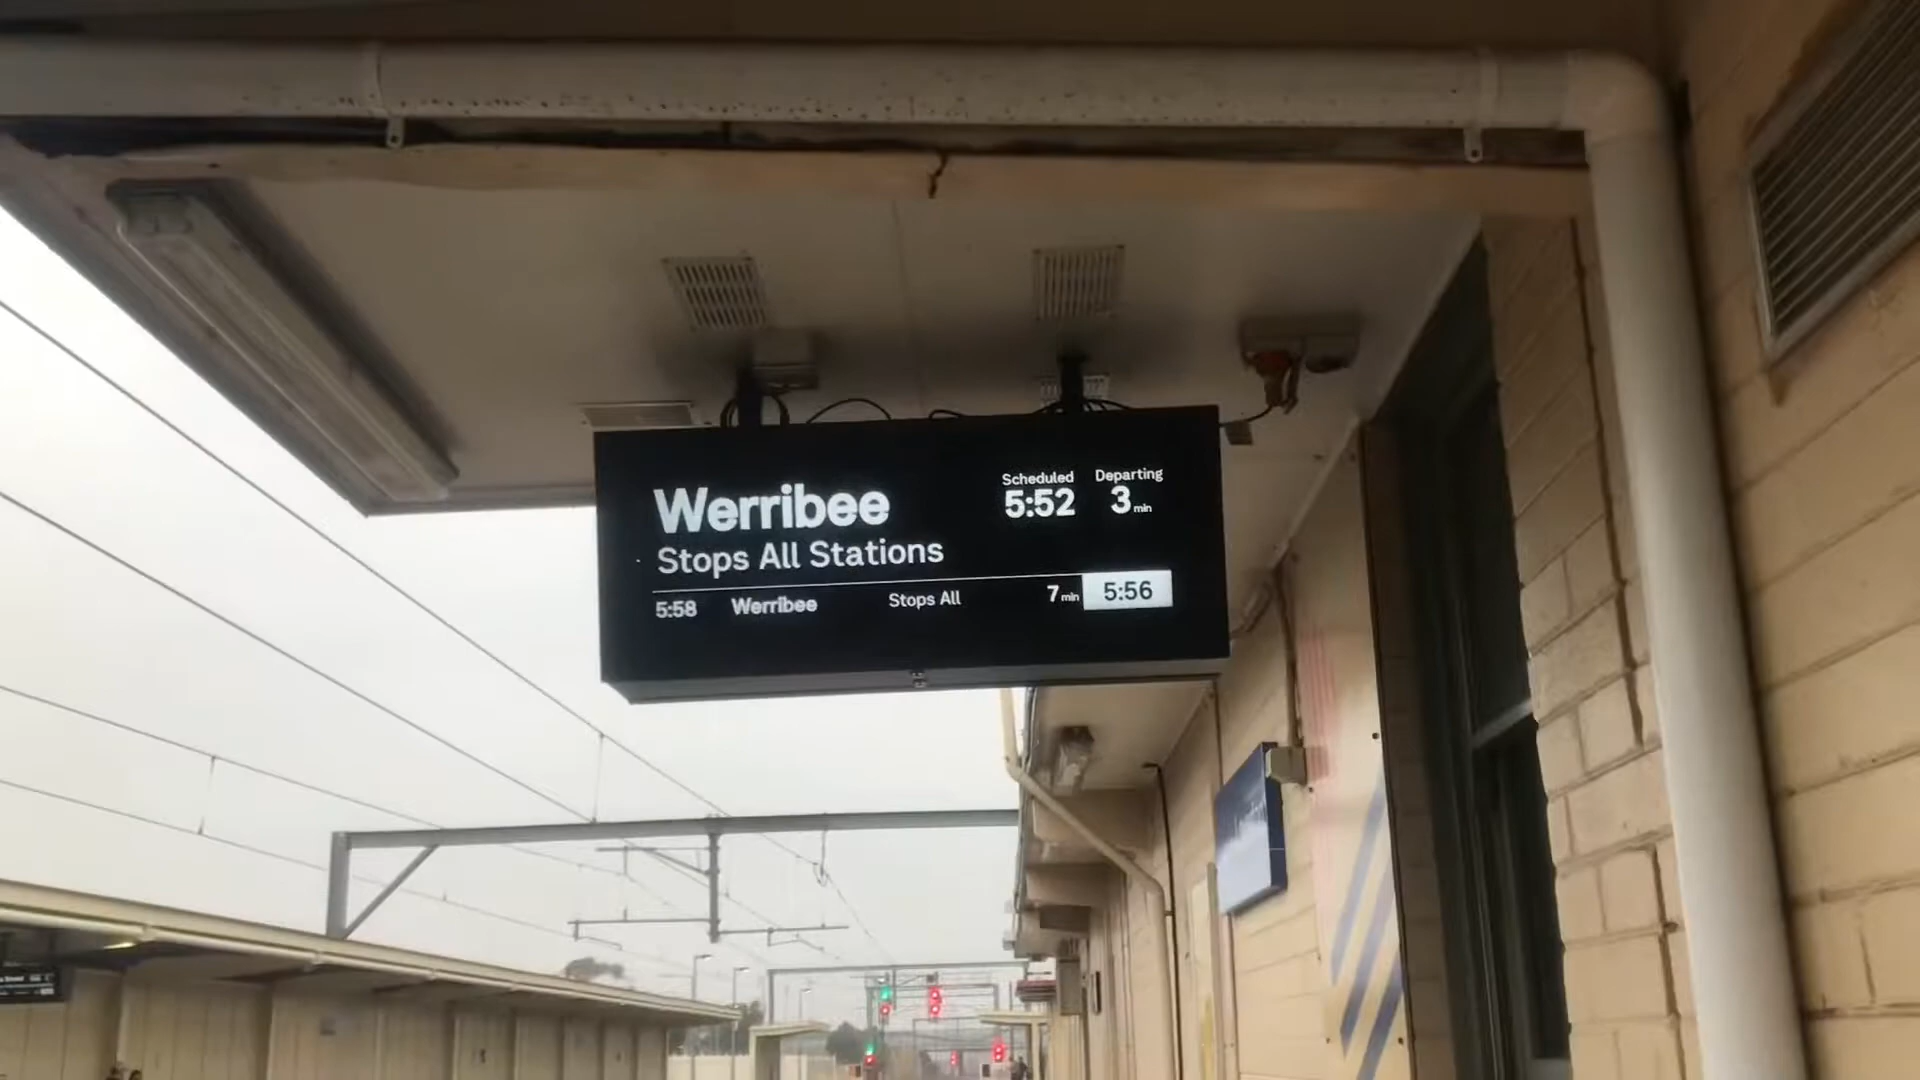 Scheduled Departing
Werribee 5:52 3 min
Stops All Stations
5:58 Werribee Stops All 7 min 5:56